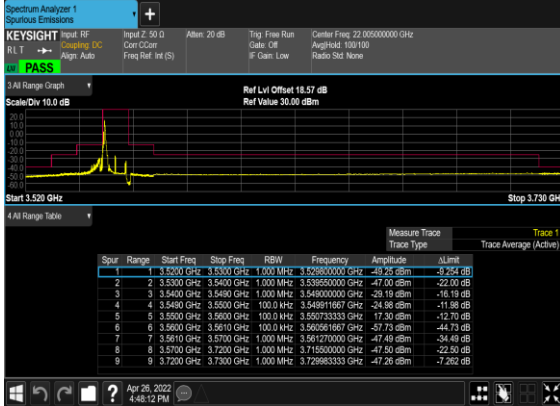 Spectrum Analyzer 1
Spurious Emissions
KEYSIGHT Input: RF Input Z: 50 Ω Atten: 20 dB Trig: Free Run Center Freq: 22.005000000 GHz
RLT Coupling: DC Corr CCorr Gate: Off Avg|Hold: 100/100
Align: Auto Freq Ref: Int (S) IF Gain: Low Radio Std: None
PASS
3 All Range Graph
Ref Lvl Offset 18.57 dB
Scale/Div 10.0 dB Ref Value 30.00 dBm
20.0
10.0
0.00
-10.0
-20.0
-30.0
-40.0
-50.0
-60.0
Start 3.520 GHz Stop 3.730 GH
4 All Range Table
Measure Trace Trace 1
Trace Type Trace Average (Active)
Spur Range Start Freq Stop Freq RBW Frequency Amplitude ΔLimit
1 1 3.5200 GHz 3.5300 GHz 1.000 MHz 3.529800000 GHz -49.25 dBm -9.254 dB
2 2 3.5300 GHz 3.5400 GHz 1.000 MHz 3.539550000 GHz -47.00 dBm -22.00 dB
3 3 3.5400 GHz 3.5490 GHz 1.000 MHz 3.549000000 GHz -29.19 dBm -16.19 dB
4 4 3.5490 GHz 3.5500 GHz 100.0 kHz 3.549911667 GHz -24.98 dBm -11.98 dB
5 5 3.5500 GHz 3.5600 GHz 100.0 kHz 3.550733333 GHz 17.30 dBm -12.70 dB
6 6 3.5600 GHz 3.5610 GHz 100.0 kHz 3.560561667 GHz -57.73 dBm -44.73 dB
7 7 3.5610 GHz 3.5700 GHz 1.000 MHz 3.561270000 GHz -47.49 dBm -34.49 dB
8 8 3.5700 GHz 3.7200 GHz 1.000 MHz 3.715500000 GHz -47.50 dBm -22.50 dB
9 9 3.7200 GHz 3.7300 GHz 1.000 MHz 3.729983333 GHz -47.26 dBm -7.262 dB
Apr 26, 2022
4:48:12 PM